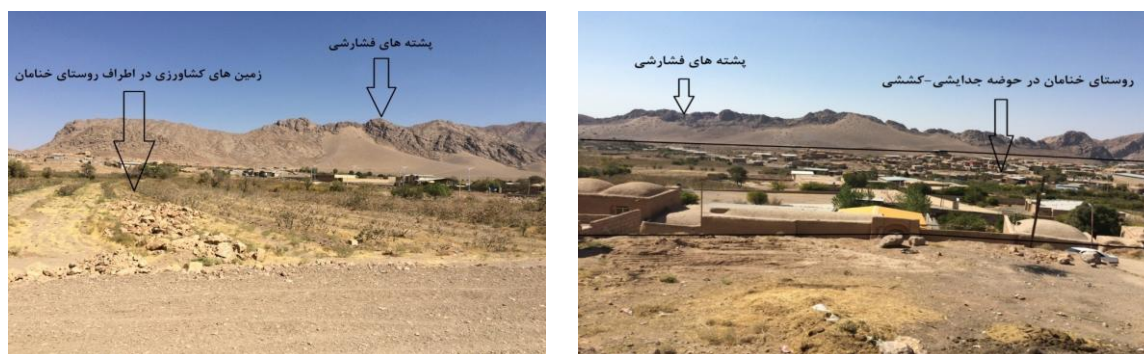 پشته های فشارشی
زمین های کشاورزی در اطراف روستای خنامان
پشته های فشارشی
روستای خنامان در حوضه جدایشی-کششی